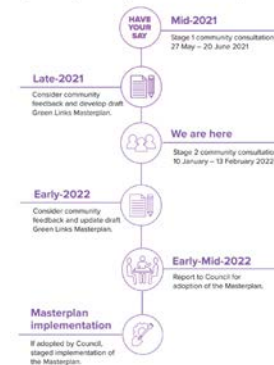 HAVE
YOUR
SAY
Mid-2021
Stage 1 community consultation
27 May – 20 June 2021
Late-2021
Consider community
feedback and develop draft
Green Links Masterplan.
We are here
Stage 2 community consultatio
10 January – 13 February 2022
Early-2022
Consider community
feedback and update draft
Green Links Masterplan.
Early-Mid-2022
Report to Council for
adoption of the Masterplan.
Masterplan
implementation
If adopted by Council,
staged implementation of
the Masterplan.